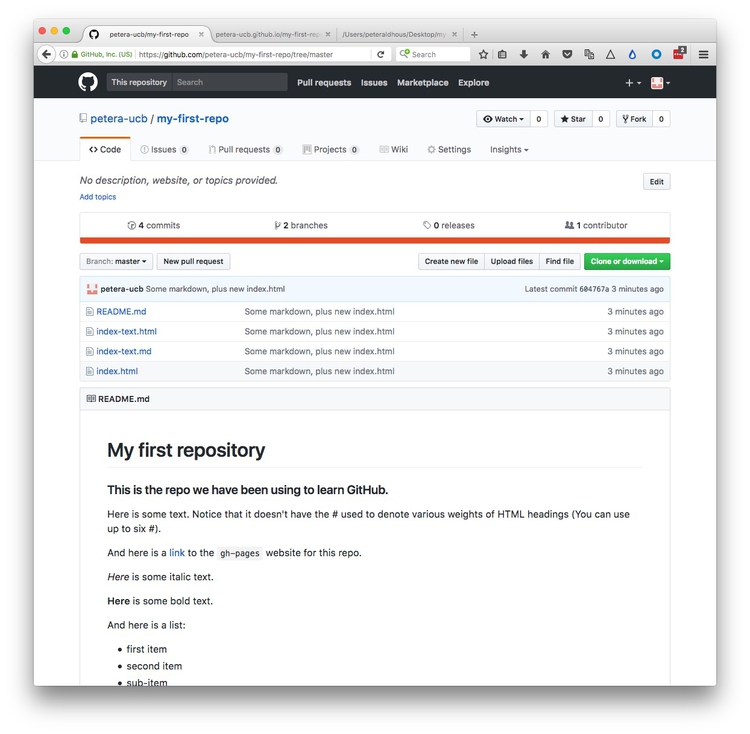 petera-ucb/my-first-repo
petera-ucb.github.io/my-first-repo
/Users/peteraldhous/Desktop/my
GitHub, Inc. (US) https://github.com/petera-ucb/my-first-repo/tree/master
Search
2
This repository Search Pull requests Issues Marketplace Explore
petera-ucb / my-first-repo
Watch 0 Star 0 Fork 0
Code Issues 0 Pull requests 0 Projects 0 Wiki Settings Insights
No description, website, or topics provided.
Edit
Add topics
4 commits 2 branches 0 releases 1 contributor
Branch: master New pull request Create new file Upload files Find file Clone or download
petera-ucb Some markdown, plus new index.html Latest commit 604767a 3 minutes ago
README.md Some markdown, plus new index.html 3 minutes ago
index-text.html Some markdown, plus new index.html 3 minutes ago
index-text.md Some markdown, plus new index.html 3 minutes ago
index.html Some markdown, plus new index.html 3 minutes ago
README.md
My first repository
This is the repo we have been using to learn GitHub.
Here is some text. Notice that it doesn't have the # used to denote various weights of HTML headings (You can use
up to six #).
And here is a link to the gh-pages website for this repo.
Here is some italic text.
Here is some bold text.
And here is a list:
first item
second item
sub-item